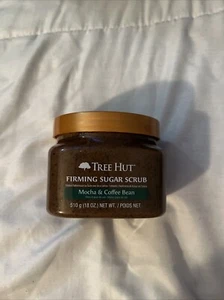 TREE HUT
FIRMING SUGAR SCRUB
Mocha & Coffee Bean
510 g (18 OZ) NET WT. / POIDS NET